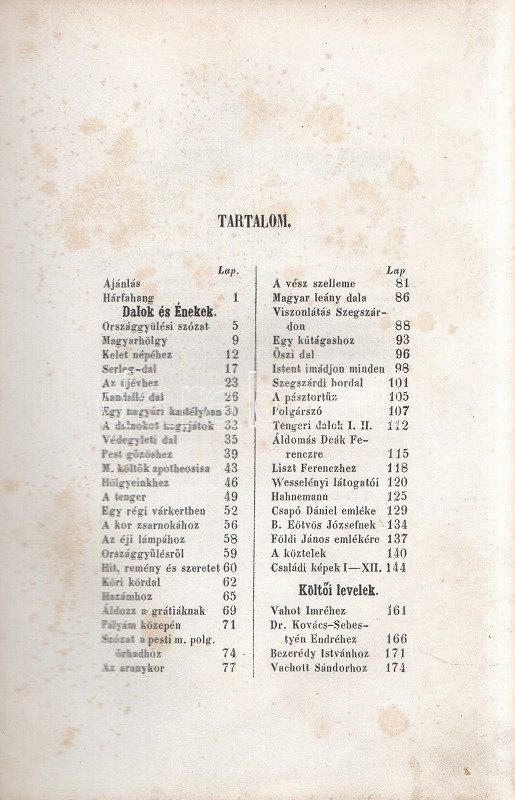 TARTALOM.
Lap.
Ajánlás
Hárfahang 1
Dalok és Énekek.
Országgyülési szózat 5
Magyarhölgy 9
Kelet népéhez 12
Serleg-dal 17
Az újévhez 23
Kandalló dal 26
Egy magyari kastélyban 30
A dalnokot hagyjátok 33
Védegyleti dal 35
Pest gőzöshez 39
M. költők apotheosisa 43
Hölgyeinkhez 46
A tenger 49
Egy régi várkertben 52
A kor zsarnokához 56
Az éji lámpához 58
Országgyülésről 59
Hit, remény és szeretet 60
Kóri kördal 62
Hazámhoz 65
Áldozz a grátiáknak 69
Pályám közepén 71
Szózat a pesti m. polg.
őrhadhoz 74
Az aranykor 77
Lap
A vész szelleme 81
Magyar leány dala 86
Viszonlátás Szegszár-
don 88
Egy kútágashoz 93
Őszi dal 96
Istent imádjon minden 98
Szegszárdi bordal 101
A pásztortűz 105
Polgárszó 107
Tengeri dalok I. II. 112
Áldomás Deák Fe-
renczre 115
Liszt Ferenczhez 118
Wesselényi látogatói 120
Hahnemann 125
Csapó Dániel emléke 129
B. Eötvös Józsefnek 134
Földi János emlékére 137
A köztelek 140
Családi képek I—XII. 144
Költői levelek.
Vahot Imréhez 161
Dr. Kovács-Sebes-
tyén Endréhez 166
Bezerédy Istvánhoz 171
Vachott Sándorhoz 174